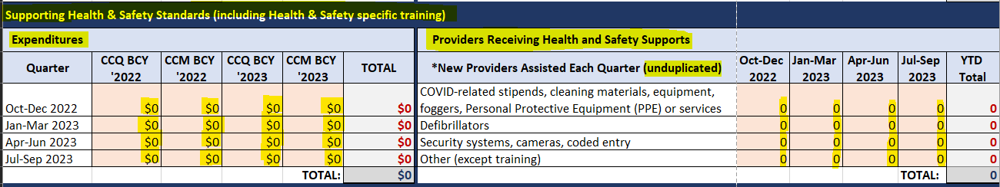 Supporting Health & Safety Standards (including Health & Safety specific training)
Expenditures
Quarter CCQ BCY '2022 CCM BCY '2022 CCQ BCY '2023 CCM BCY '2023 TOTAL
Oct-Dec 2022 $0 $0 $0 $0 $0
Jan-Mar 2023 $0 $0 $0 $0 $0
Apr-Jun 2023 $0 $0 $0 $0 $0
Jul-Sep 2023 $0 $0 $0 $0 $0
TOTAL: $0
Providers Receiving Health and Safety Supports
*New Providers Assisted Each Quarter (unduplicated) Oct-Dec 2022 Jan-Mar 2023 Apr-Jun 2023 Jul-Sep 2023 YTD Total
COVID-related stipends, cleaning materials, equipment,
foggers, Personal Protective Equipment (PPE) or services 0 0 0 0 0
Defibrillators 0 0 0 0 0
Security systems, cameras, coded entry 0 0 0 0 0
Other (except training) 0 0 0 0 0
TOTAL: 0